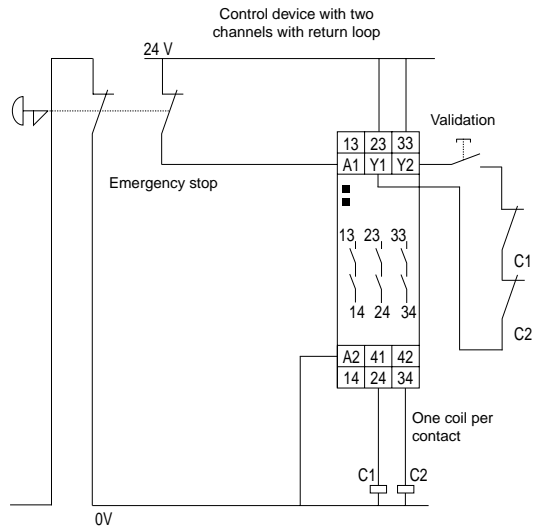 Control device with two
channels with return loop
24 V
Validation
13 23 33
A1 Y1 Y2
Emergency stop
13 23 33
C1
14 24 34
C2
A2 41 42
14 24 34
One coil per
contact
C1 C2
0V